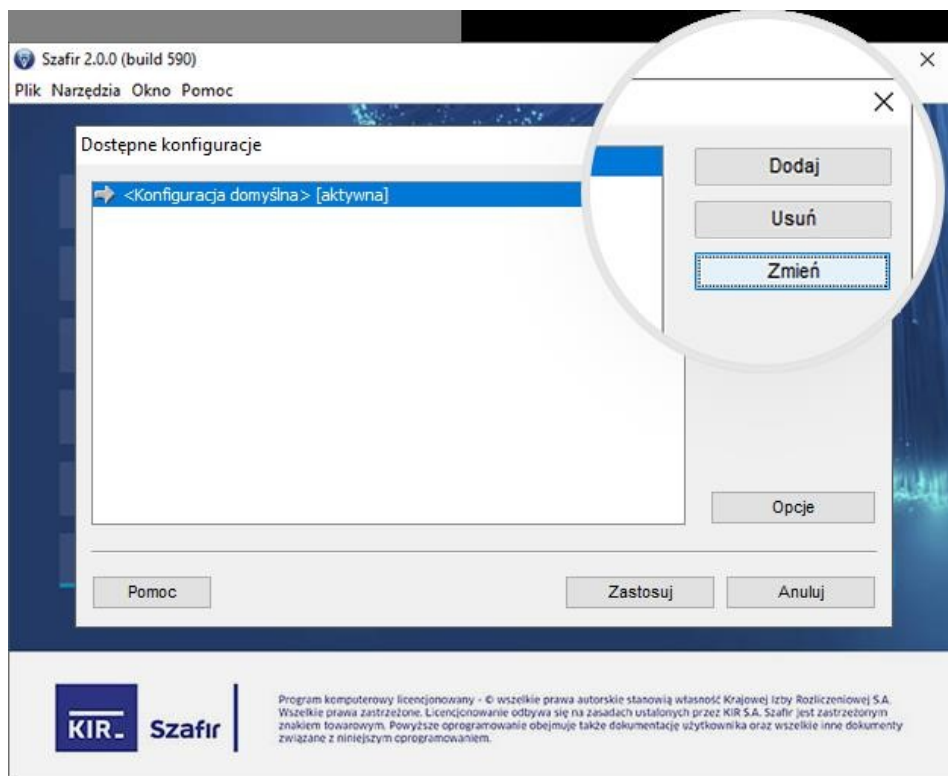 Szafir 2.0.0 (build 590)
Plik Narzędzia Okno Pomoc
Dostępne konfiguracje
<Konfiguracja domyślna> [aktywna]
Dodaj
Usuń
Zmień
Opcje
Pomoc
Zastosuj
Anuluj
KIR
Szafir
Program komputerowy licencjonowany - © wszelkie prawa autorskie stanowią własność Krajowej Izby Rozliczeniowej S.A.
Wszelkie prawa zastrzeżone. Licencjonowanie odbywa się na zasadach ustalonych przez KIR S.A. Szafir jest zastrzeżonym
znakiem towarowym. Powyższe oprogramowanie obejmuje także dokumentację użytkownika oraz wszelkie inne dokumenty
związane z niniejszym oprogramowaniem.